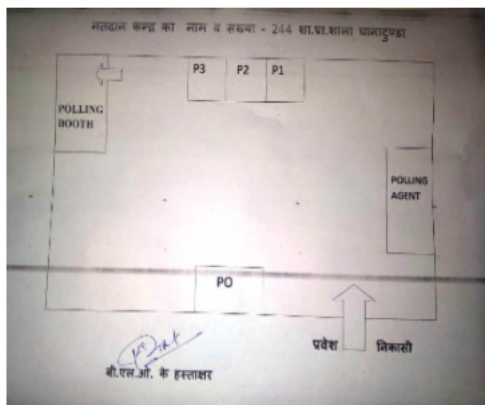 मतदान केन्द्र का नाम व संख्या - 244 शा.प्रा.शाला घानाटुण्डा
P3 P2 P1
POLLING
BOOTH
POLLING
AGENT
PO
प्रवेश निकासी
बी.एल.ओ. के हस्ताक्षर